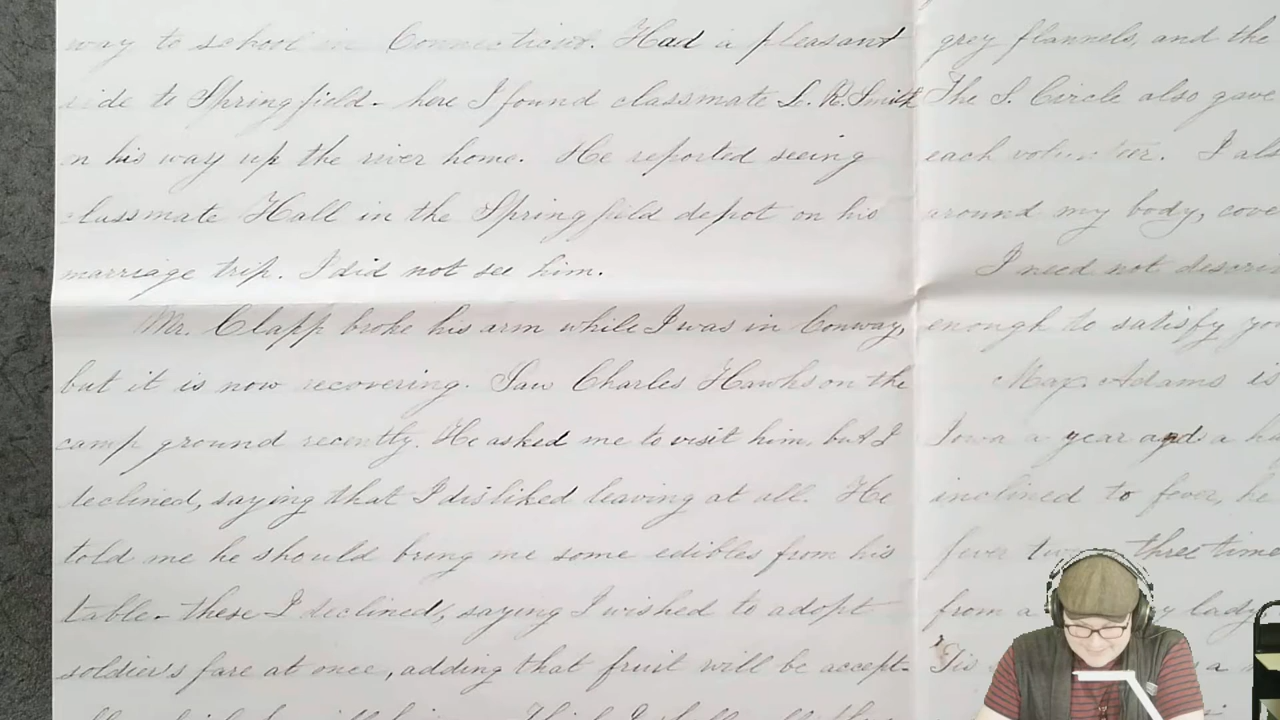 way to school in Connecticut. Had a pleasant
ride to Springfield - here I found classmate L. R. Smith
on his way up the river home. He reported seeing
classmate Hall in the Springfield depot on his
marriage trip. I did not see him.
Mr. Clapp broke his arm while I was in Conway,
but it is now recovering. Saw Charles Hawks on the
camp ground recently. He asked me to visit him, but I
declined, saying that I disliked leaving at all. He
told me he should bring me some edibles from his
table - these I declined, saying I wished to adopt
soldier's fare at once, adding that fruit will be accept-
grey flannels, and the
The S. Circle also gave
each volunteer. I als
around my body, cove
I need not descri
enough to satisfy you
Maj. Adams is
Iowa a year and a ha
inclined to fever, he
fever two three time
from a y lady
'Tis a